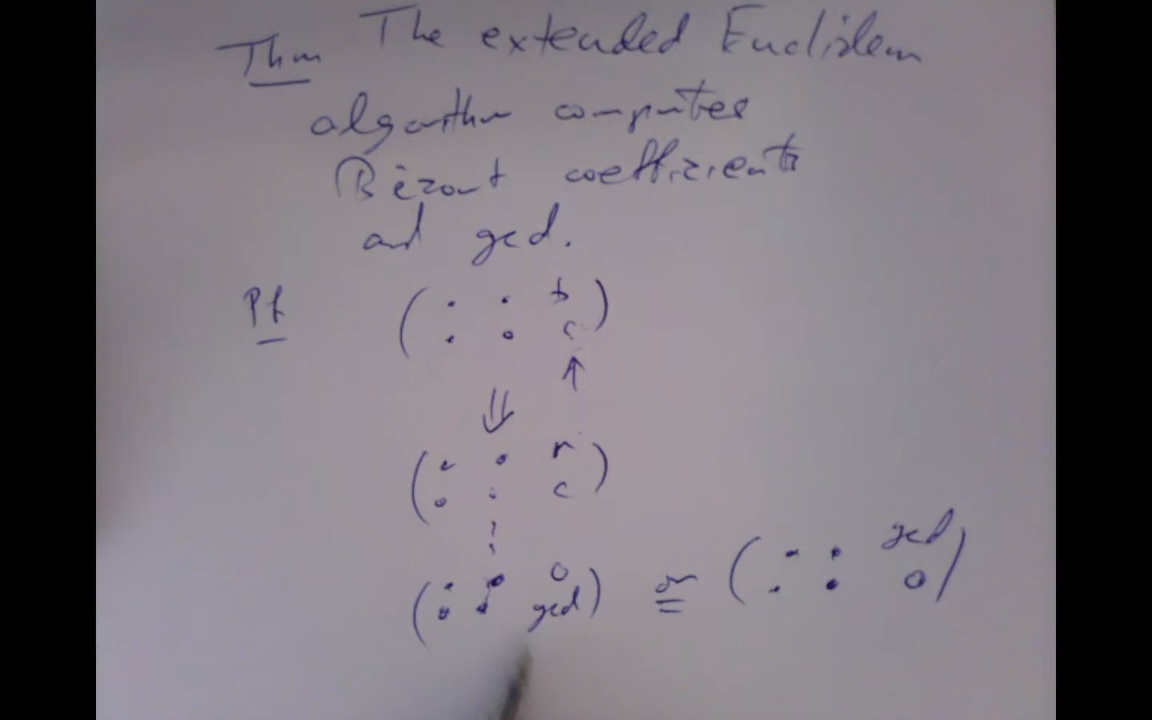 Thm The extended Euclidean
algorithm computes
Bézout coefficients
and gcd.
Pf ( . . b )
( . . c )
↑
⇓
( . . r )
( . . c )
⋮
( . . 0 ) or ( . . gcd )
( . . gcd ) ( . . 0 )